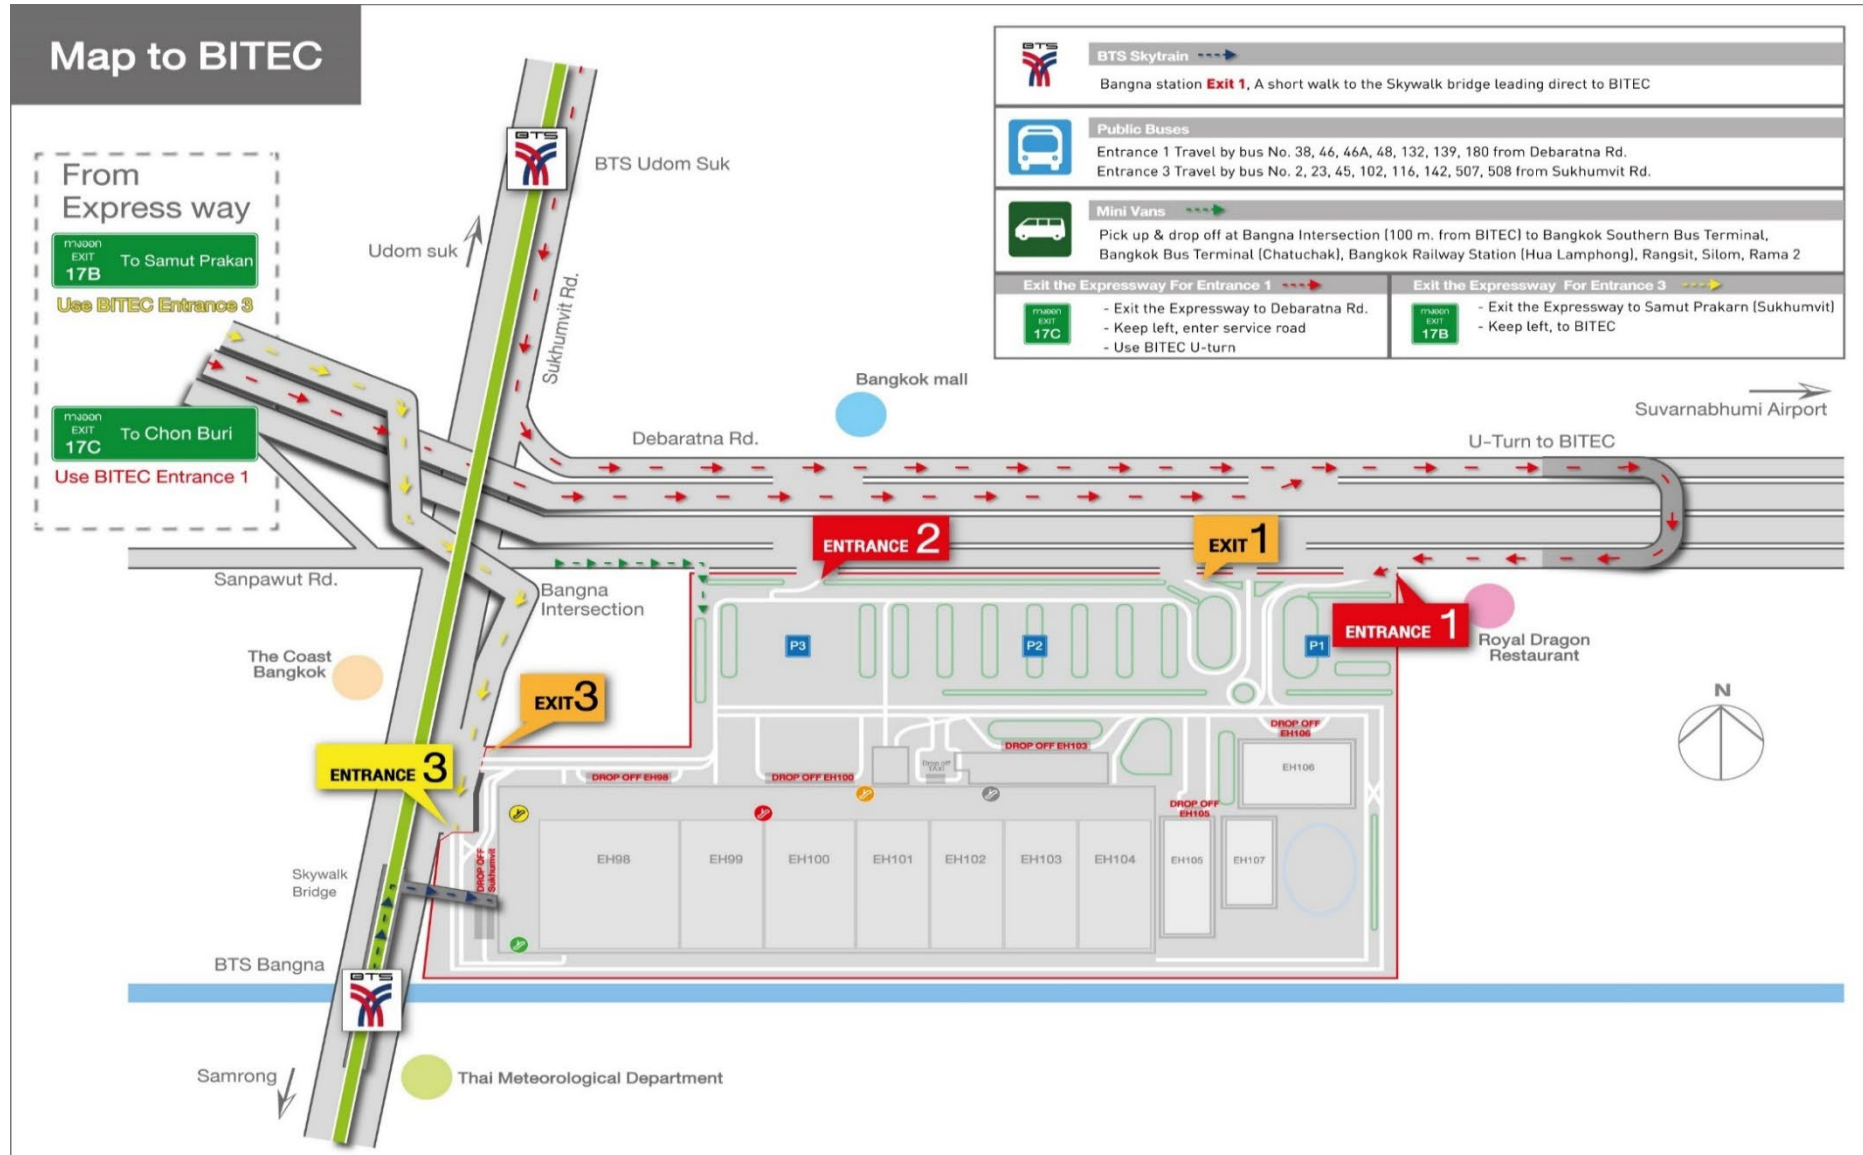 Map to BITEC
From
Express way
ทางออก
EXIT
17B
To Samut Prakan
Use BITEC Entrance 3
ทางออก
EXIT
17C
To Chon Buri
Use BITEC Entrance 1
BTS
BTS Skytrain
Bangna station Exit 1, A short walk to the Skywalk bridge leading direct to BITEC
Public Buses
Entrance 1 Travel by bus No. 38, 46, 46A, 48, 132, 139, 180 from Debaratna Rd.
Entrance 3 Travel by bus No. 2, 23, 45, 102, 116, 142, 507, 508 from Sukhumvit Rd.
Mini Vans
Pick up & drop off at Bangna Intersection (100 m. from BITEC) to Bangkok Southern Bus Terminal,
Bangkok Bus Terminal (Chatuchak), Bangkok Railway Station (Hua Lamphong), Rangsit, Silom, Rama 2
Exit the Expressway For Entrance 1
ทางออก
EXIT
17C
- Exit the Expressway to Debaratna Rd.
- Keep left, enter service road
- Use BITEC U-turn
Exit the Expressway For Entrance 3
ทางออก
EXIT
17B
- Exit the Expressway to Samut Prakarn (Sukhumvit)
- Keep left, to BITEC
BTS
BTS Udom Suk
Udom suk
Sukhumvit Rd.
Bangkok mall
Suvarnabhumi Airport
Debaratna Rd.
U-Turn to BITEC
ENTRANCE 2
EXIT 1
Sanpawut Rd.
Bangna
Intersection
ENTRANCE 1
Royal Dragon
Restaurant
P3
P2
P1
The Coast
Bangkok
EXIT 3
N
ENTRANCE 3
DROP OFF EH98
DROP OFF EH100
Drop off
TAXI
DROP OFF EH103
DROP OFF
EH106
EH106
DROP OFF
EH105
EH98
EH99
EH100
EH101
EH102
EH103
EH104
EH105
EH107
DROP OFF
Sukhumvit
Skywalk
Bridge
BTS Bangna
BTS
Samrong
Thai Meteorological Department